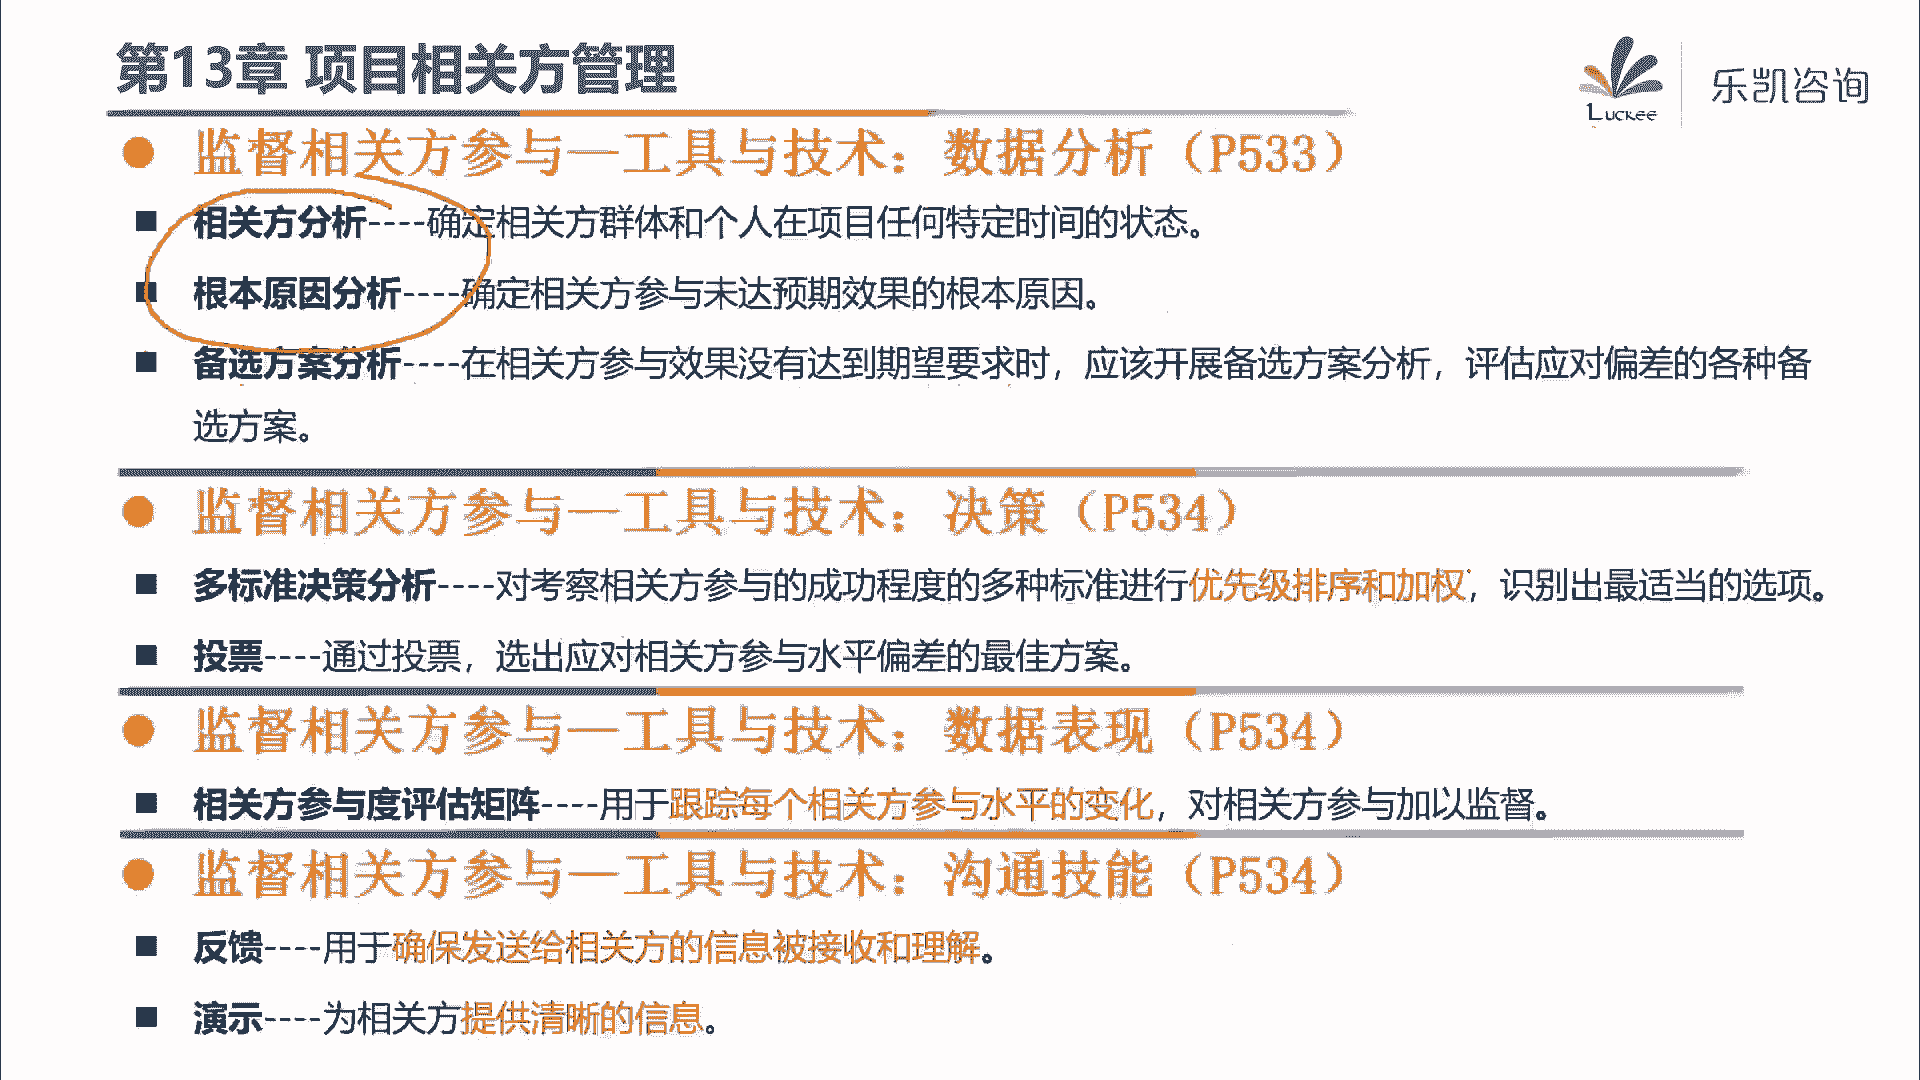 第13章 项目相关方管理
LUCKEE
乐凯咨询
监督相关方参与—工具与技术：数据分析（P533）
相关方分析----确定相关方群体和个人在项目任何特定时间的状态。
根本原因分析----确定相关方参与未达预期效果的根本原因。
备选方案分析----在相关方参与效果没有达到期望要求时，应该开展备选方案分析，评估应对偏差的各种备
选方案。
监督相关方参与—工具与技术：决策（P534）
多标准决策分析----对考察相关方参与的成功程度的多种标准进行优先级排序和加权，识别出最适当的选项。
投票----通过投票，选出应对相关方参与水平偏差的最佳方案。
监督相关方参与—工具与技术：数据表现（P534）
相关方参与度评估矩阵----用于跟踪每个相关方参与水平的变化，对相关方参与加以监督。
监督相关方参与—工具与技术：沟通技能（P534）
反馈----用于确保发送给相关方的信息被接收和理解。
演示----为相关方提供清晰的信息。